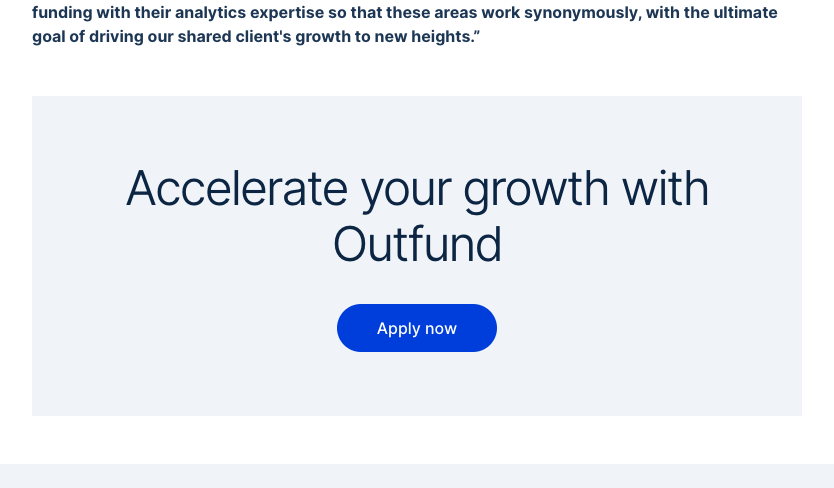 funding with their analytics expertise so that these areas work synonymously, with the ultimate
goal of driving our shared client's growth to new heights.”
Accelerate your growth with
Outfund
Apply now